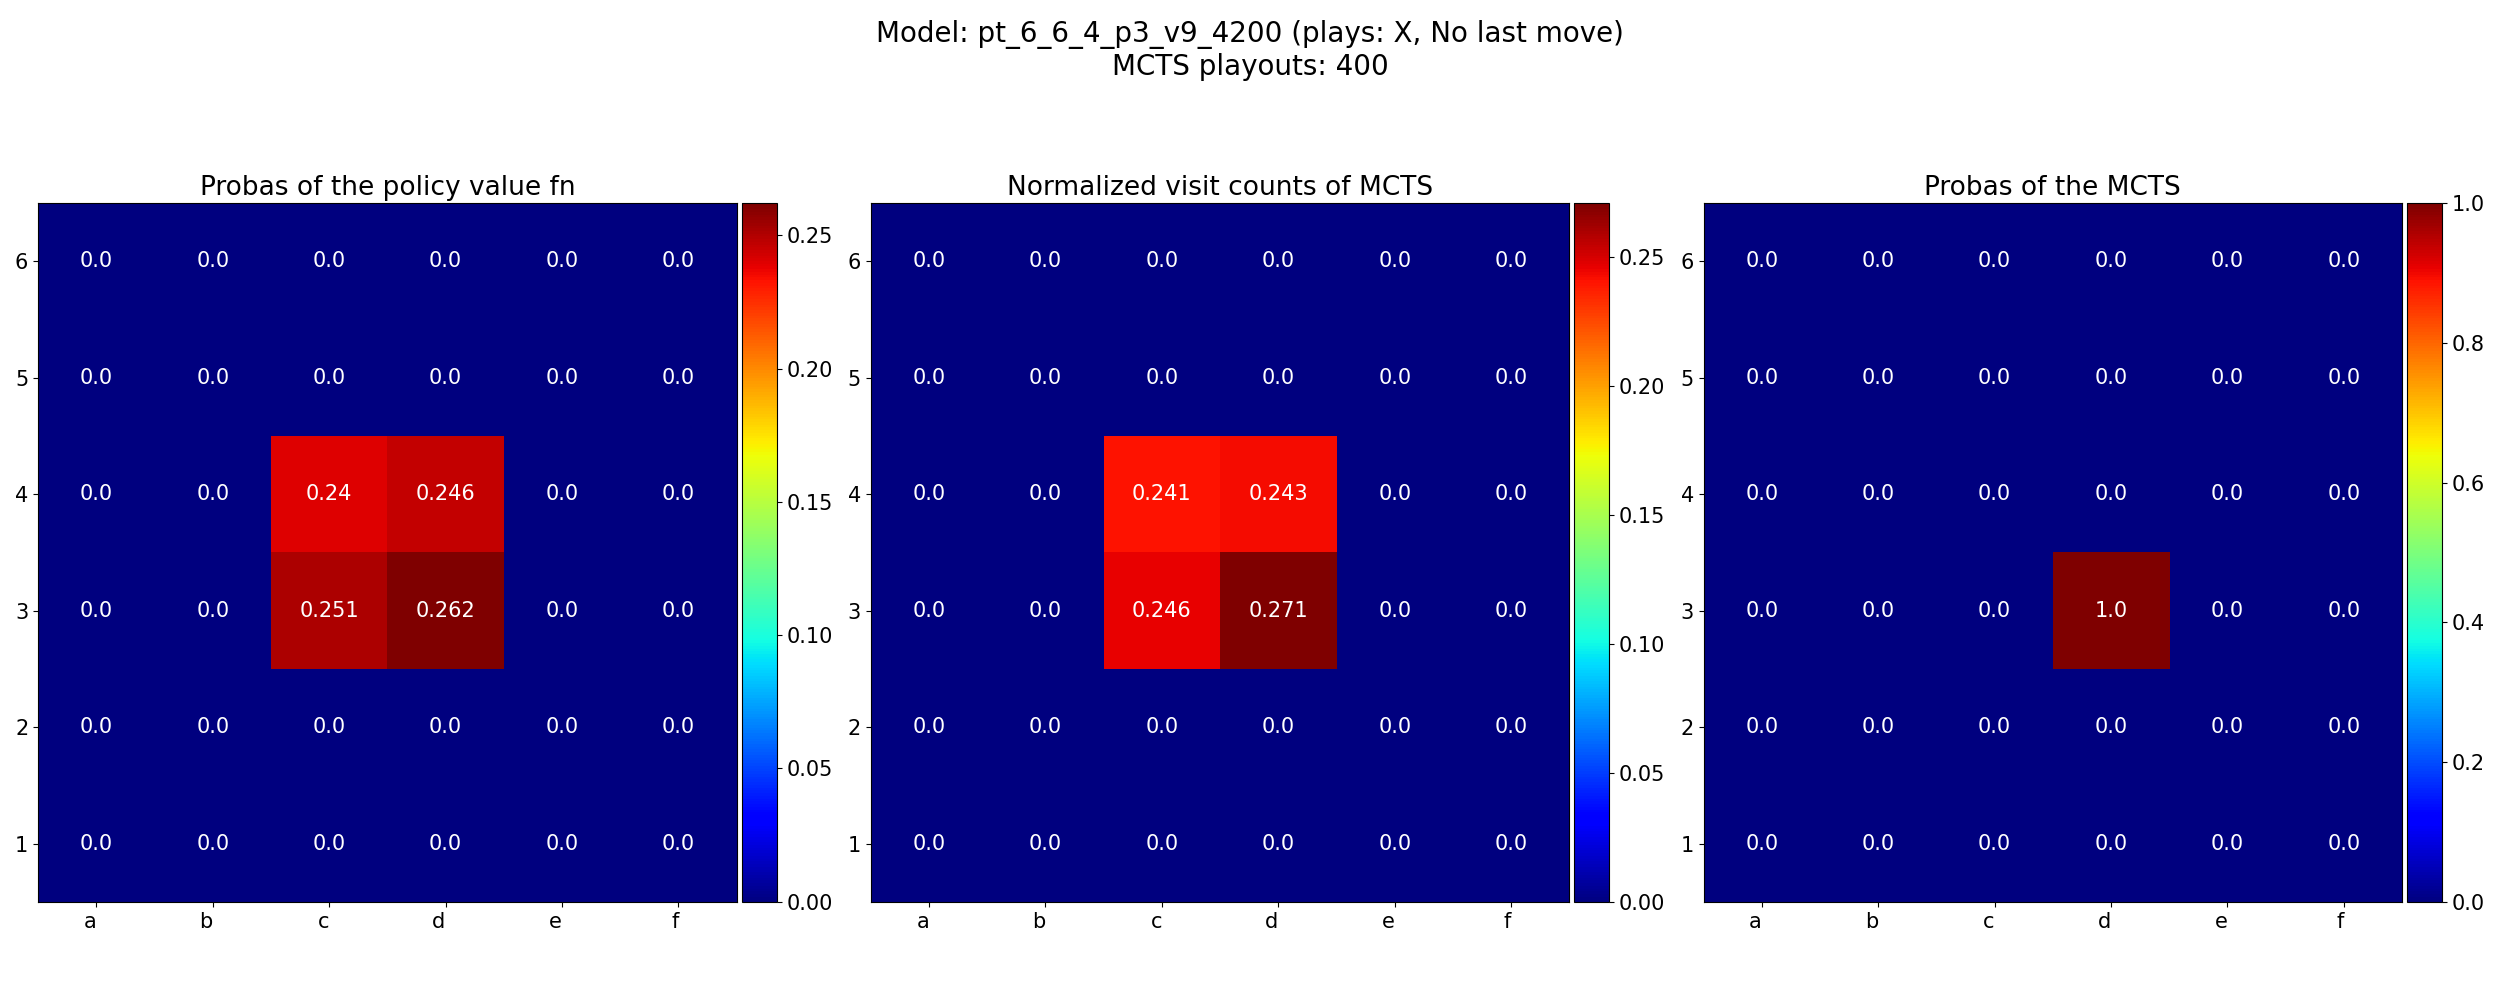 Model: pt_6_6_4_p3_v9_4200 (plays: X, No last move)
MCTS playouts: 400
Probas of the policy value fn
6 0.0 0.0 0.0 0.0 0.0 0.0
5 0.0 0.0 0.0 0.0 0.0 0.0
4 0.0 0.0 0.24 0.246 0.0 0.0
3 0.0 0.0 0.251 0.262 0.0 0.0
2 0.0 0.0 0.0 0.0 0.0 0.0
1 0.0 0.0 0.0 0.0 0.0 0.0
a b c d e f
0.25
0.20
0.15
0.10
0.05
0.00
Normalized visit counts of MCTS
6 0.0 0.0 0.0 0.0 0.0 0.0
5 0.0 0.0 0.0 0.0 0.0 0.0
4 0.0 0.0 0.241 0.243 0.0 0.0
3 0.0 0.0 0.246 0.271 0.0 0.0
2 0.0 0.0 0.0 0.0 0.0 0.0
1 0.0 0.0 0.0 0.0 0.0 0.0
a b c d e f
0.25
0.20
0.15
0.10
0.05
0.00
Probas of the MCTS
6 0.0 0.0 0.0 0.0 0.0 0.0
5 0.0 0.0 0.0 0.0 0.0 0.0
4 0.0 0.0 0.0 0.0 0.0 0.0
3 0.0 0.0 0.0 1.0 0.0 0.0
2 0.0 0.0 0.0 0.0 0.0 0.0
1 0.0 0.0 0.0 0.0 0.0 0.0
a b c d e f
1.0
0.8
0.6
0.4
0.2
0.0